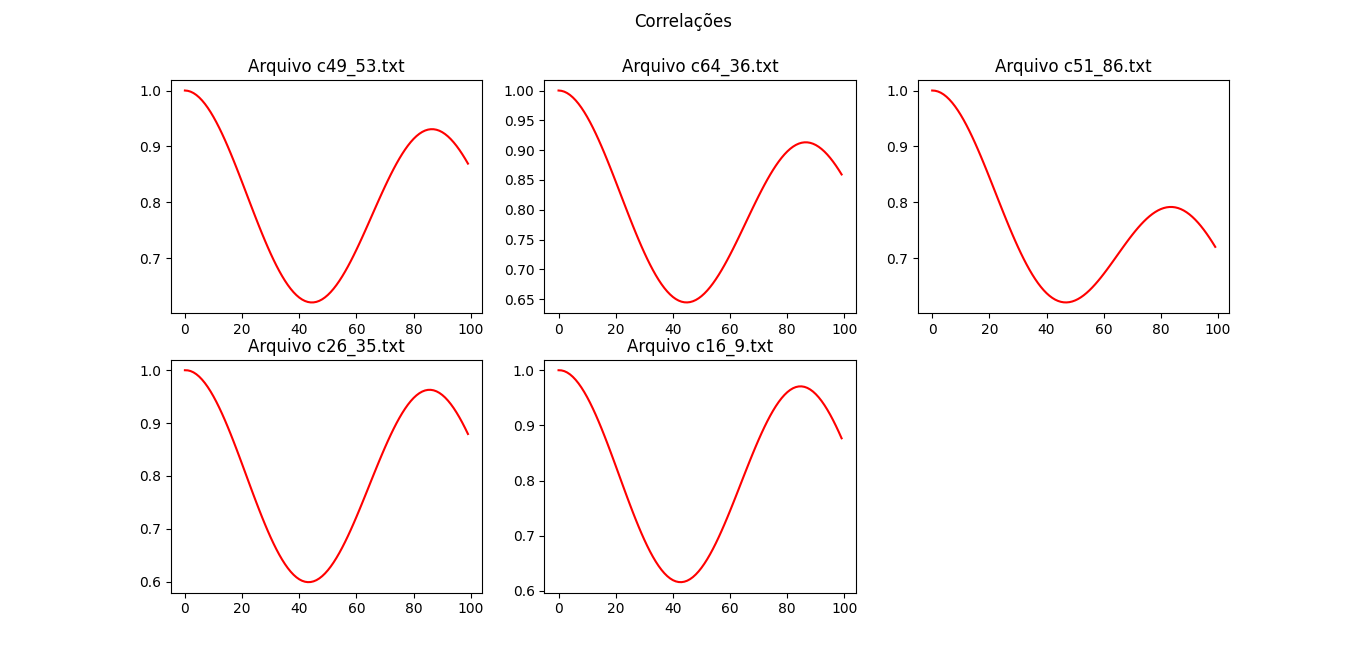 Correlações
Arquivo c49_53.txt
1.0
0.9
0.8
0.7
0 20 40 60 80 100
Arquivo c64_36.txt
1.00
0.95
0.90
0.85
0.80
0.75
0.70
0.65
0 20 40 60 80 100
Arquivo c51_86.txt
1.0
0.9
0.8
0.7
0 20 40 60 80 100
Arquivo c26_35.txt
1.0
0.9
0.8
0.7
0.6
0 20 40 60 80 100
Arquivo c16_9.txt
1.0
0.9
0.8
0.7
0.6
0 20 40 60 80 100